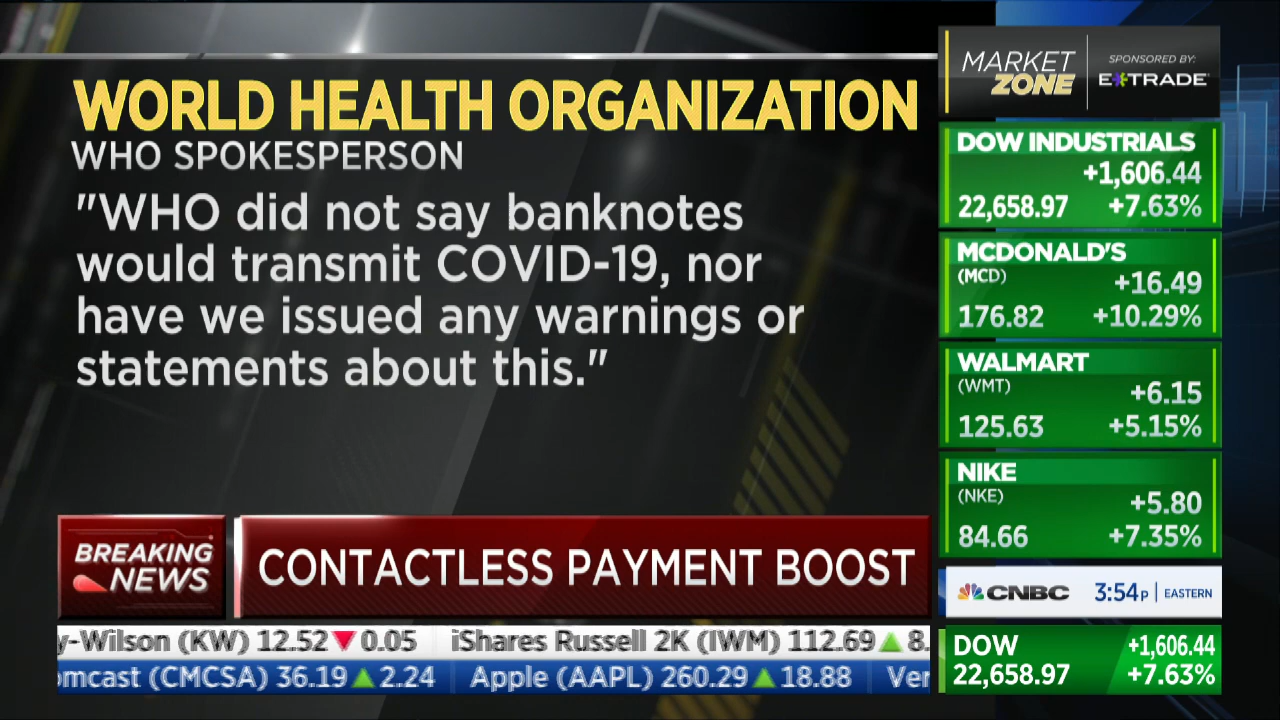 WORLD HEALTH ORGANIZATION
WHO SPOKESPERSON
"WHO did not say banknotes
would transmit COVID-19, nor
have we issued any warnings or
statements about this."
BREAKING
NEWS
CONTACTLESS PAYMENT BOOST
y-Wilson (KW) 12.52▼0.05 iShares Russell 2K (IWM) 112.69▲8.
omcast (CMCSA) 36.19▲2.24 Apple (AAPL) 260.29▲18.88 Ver
MARKET
ZONE
SPONSORED BY:
E*TRADE
DOW INDUSTRIALS
+1,606.44
22,658.97 +7.63%
MCDONALD'S
(MCD) +16.49
176.82 +10.29%
WALMART
(WMT) +6.15
125.63 +5.15%
NIKE
(NKE) +5.80
84.66 +7.35%
CNBC 3:54p | EASTERN
DOW +1,606.44
22,658.97 +7.63%